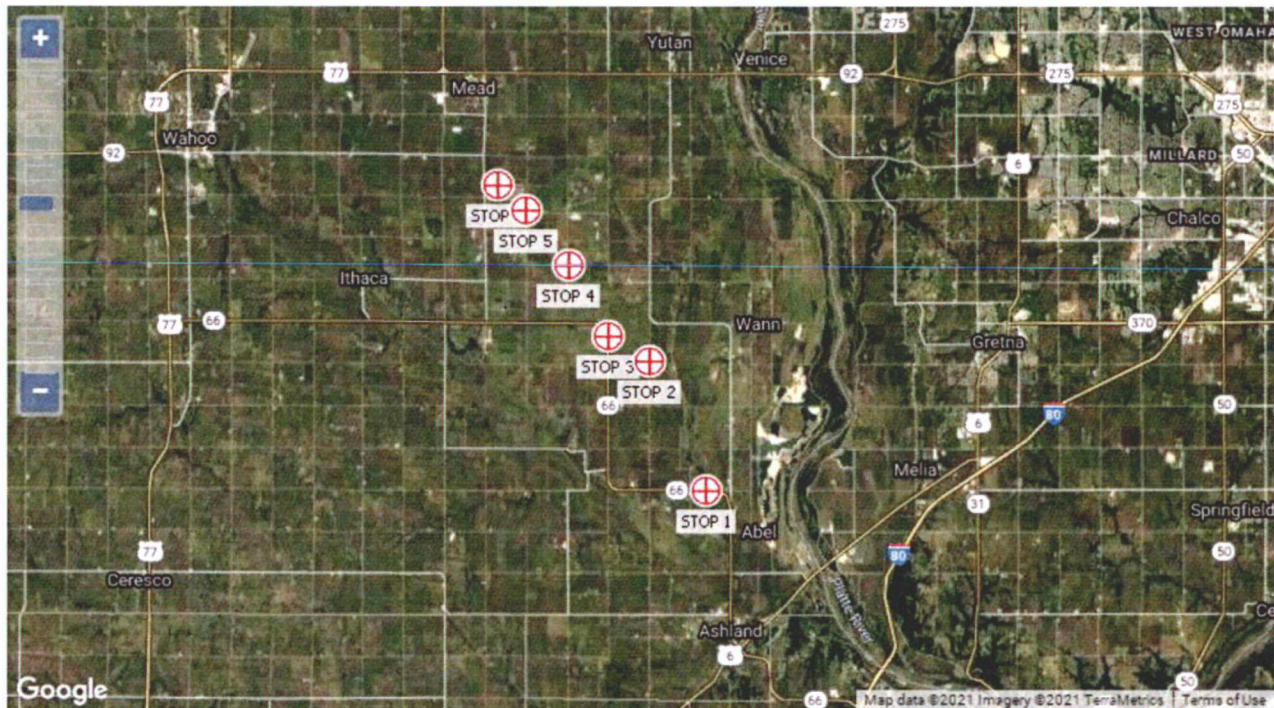 +
275
WEST OMAHA
Yutan
Venice
77
92
275
77
Mead
275
Wahoo
92
6
MILLARD
50
STOP
Chalco
STOP 5
Ithaca
STOP 4
77
66
Wann
370
Gretna
STOP 3
STOP 2
66
50
80
6
Melia
66
STOP 1
31
Springfield
Abel
77
80
50
Ceresco
Platte River
Ce
Ashland
6
50
Google
66
Map data ©2021 Imagery ©2021 TerraMetrics
Terms of Use